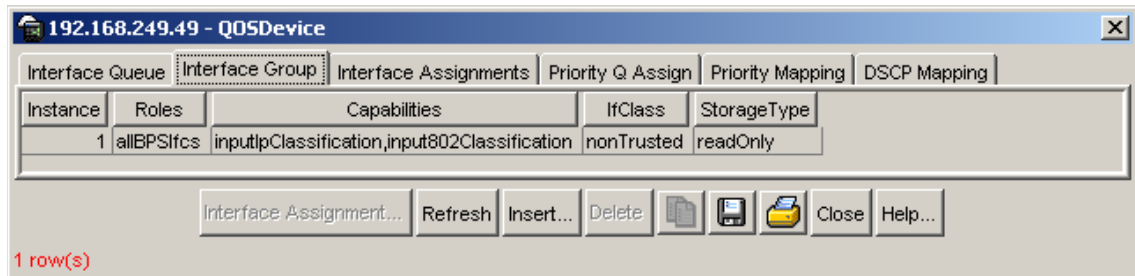 192.168.249.49 - QOSDevice
Interface Queue Interface Group Interface Assignments Priority Q Assign Priority Mapping DSCP Mapping
Instance Roles Capabilities IfClass StorageType
1 allBPSIfcs inputIpClassification,input802Classification nonTrusted readOnly
Interface Assignment... Refresh Insert... Delete Close Help...
1 row(s)